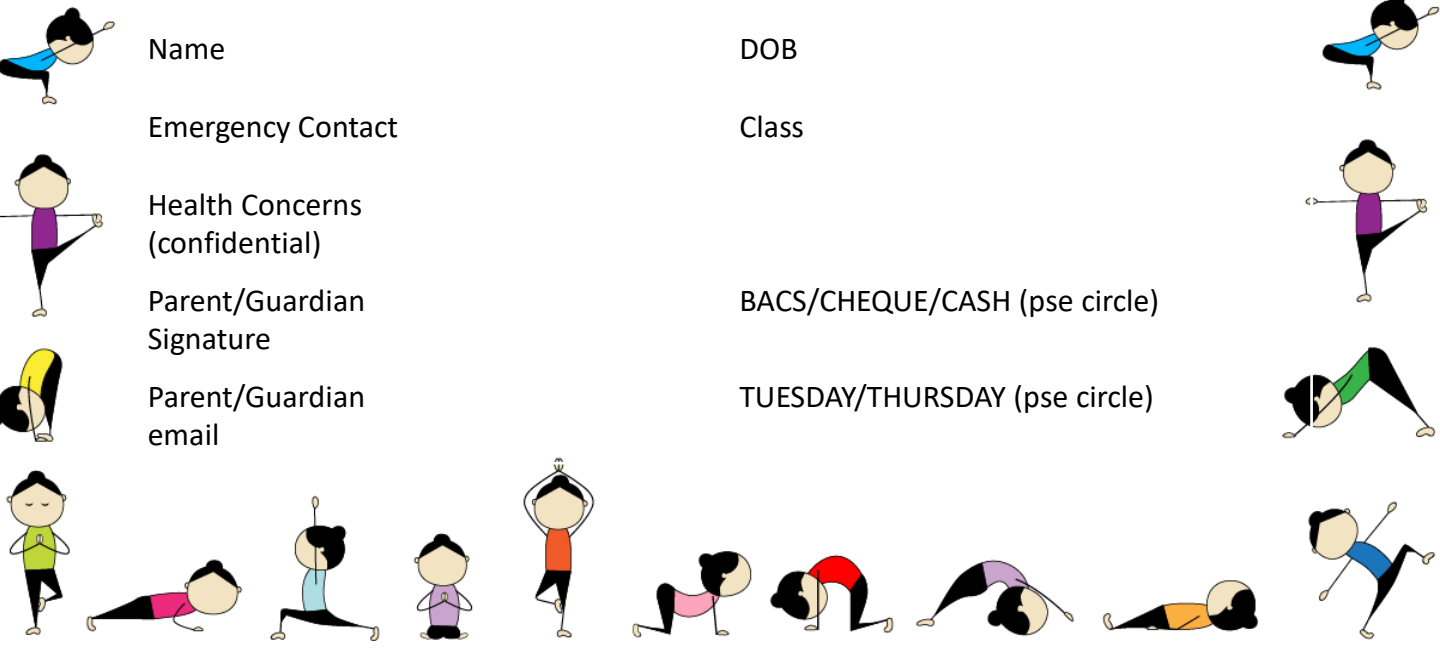 Name
DOB
Emergency Contact
Class
Health Concerns
(confidential)
Parent/Guardian
Signature
BACS/CHEQUE/CASH (pse circle)
Parent/Guardian
email
TUESDAY/THURSDAY (pse circle)